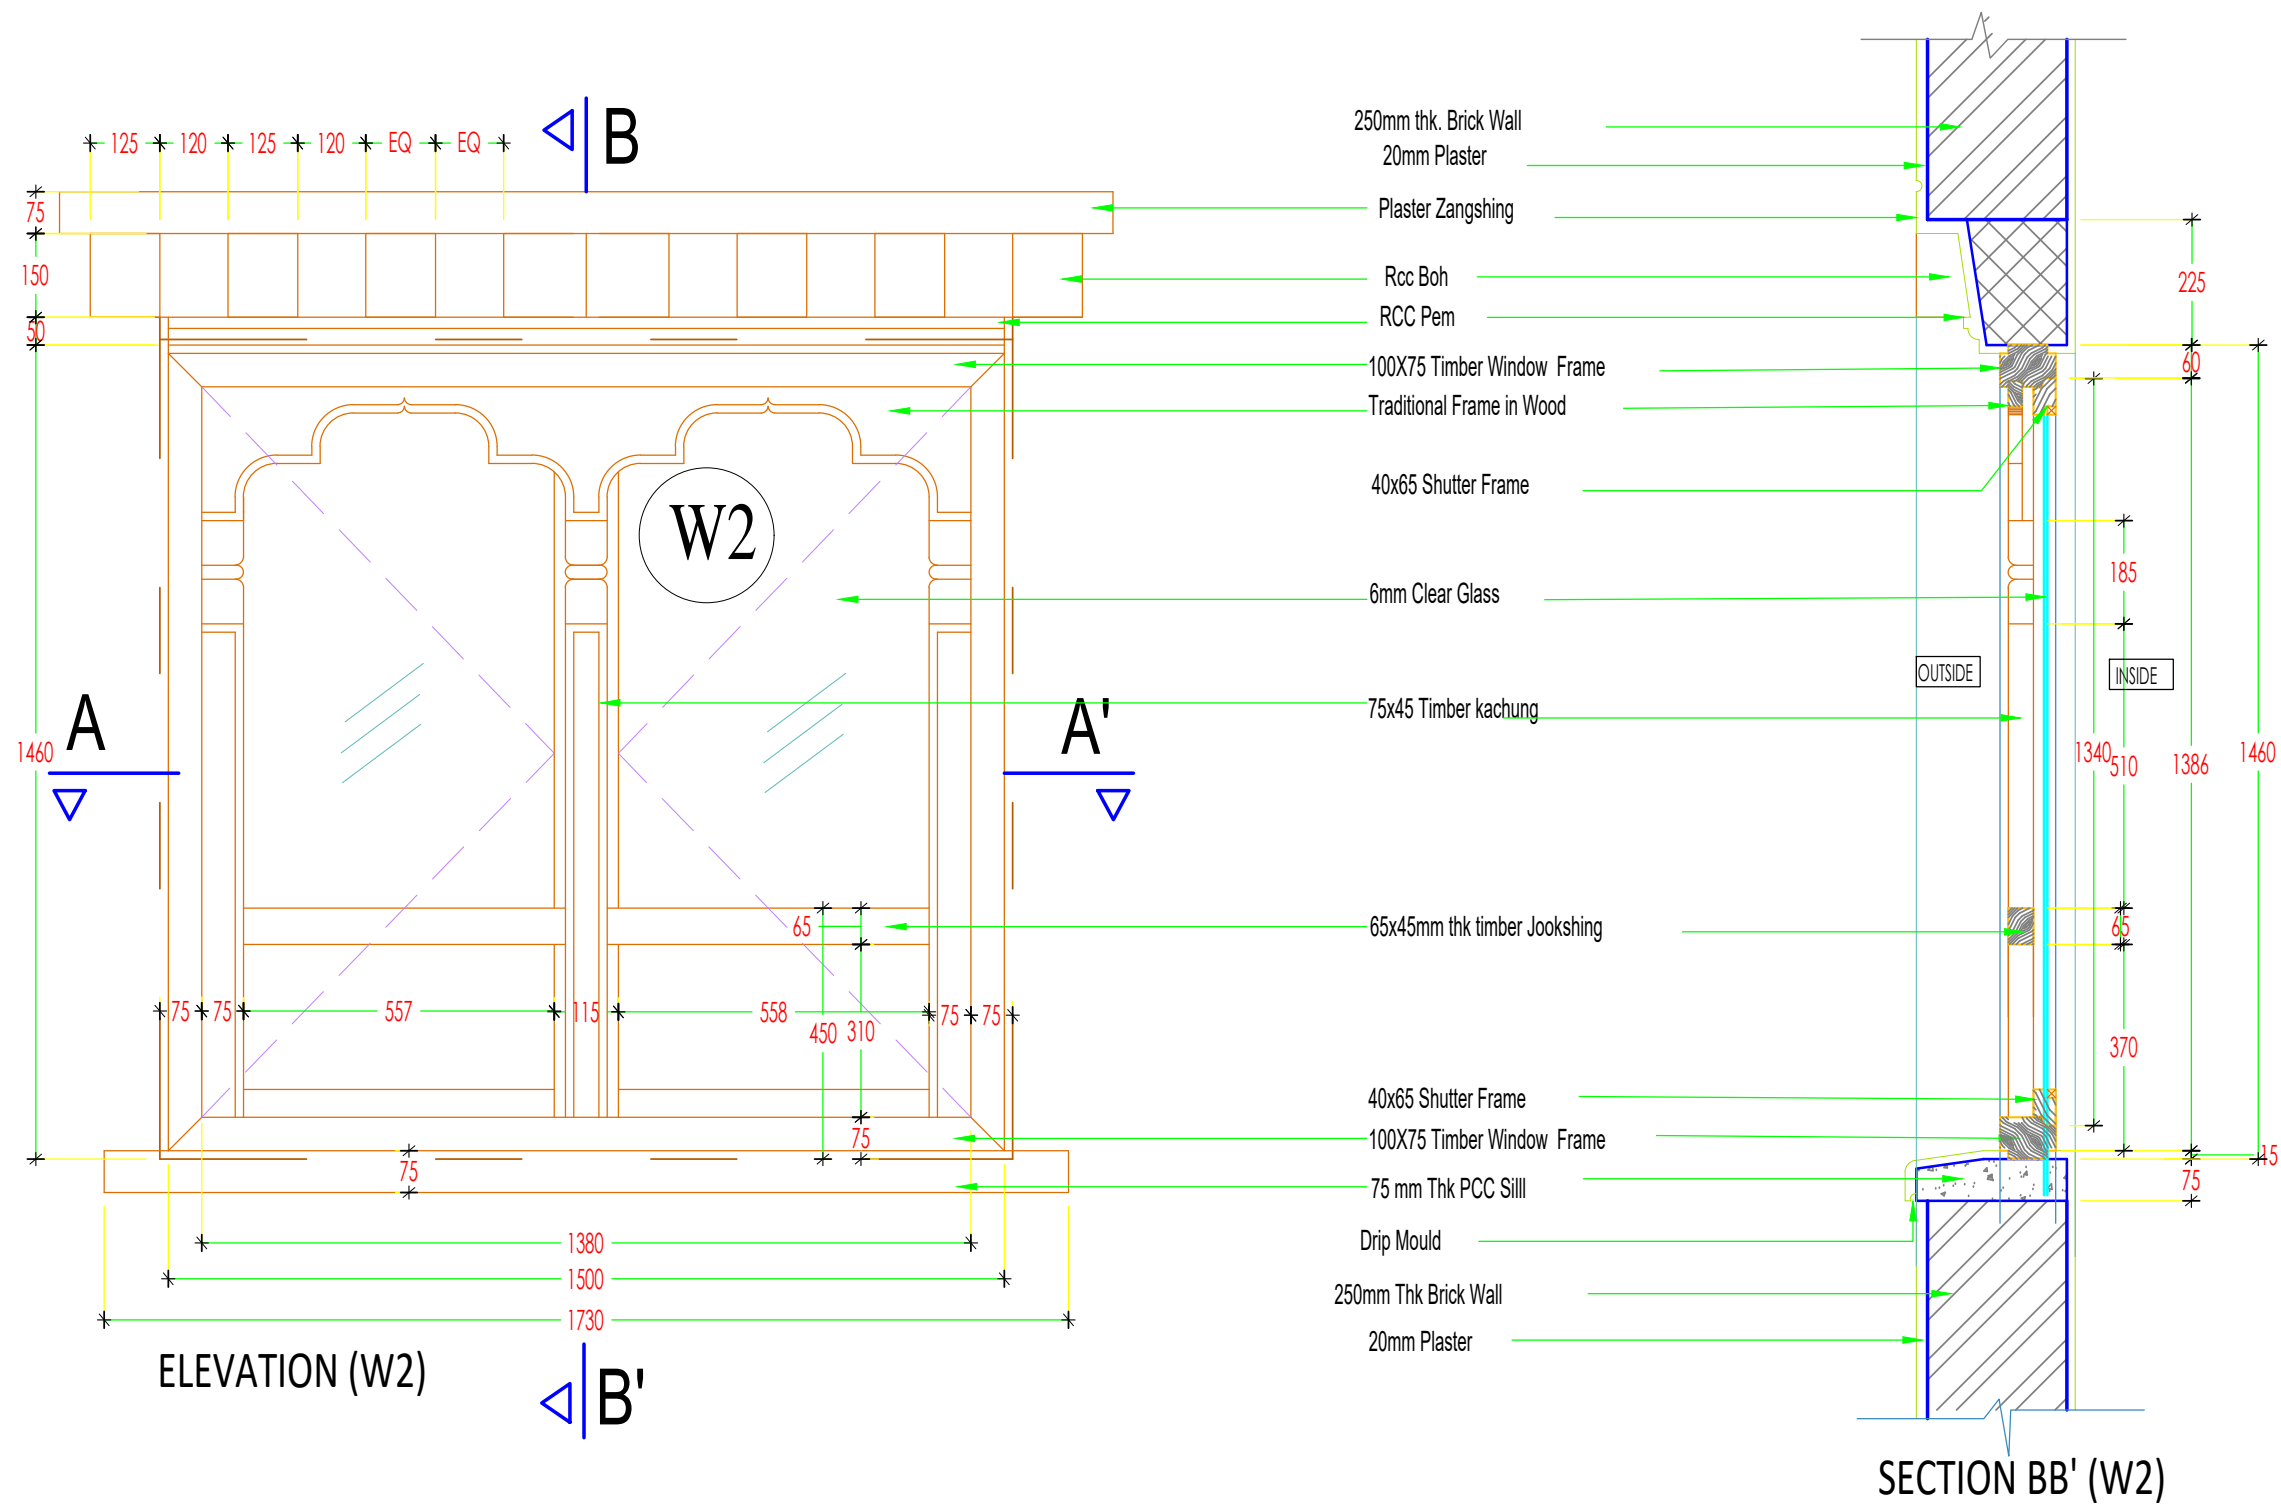 B
125 120 125 120 EQ EQ
75
150
50
1460
W2
A
A'
65
75 75 557 115 558 75 75
450 310
75
75
1380
1500
1730
ELEVATION (W2)
B'
250mm thk. Brick Wall
20mm Plaster
Plaster Zangshing
Rcc Boh
RCC Pem
100X75 Timber Window Frame
Traditional Frame in Wood
40x65 Shutter Frame
6mm Clear Glass
75x45 Timber kachung
65x45mm thk timber Jookshing
40x65 Shutter Frame
100X75 Timber Window Frame
75 mm Thk PCC Silll
Drip Mould
250mm Thk Brick Wall
20mm Plaster
225
60
185
OUTSIDE
INSIDE
1340 510 1386 1460
65
370
15
75
SECTION BB' (W2)